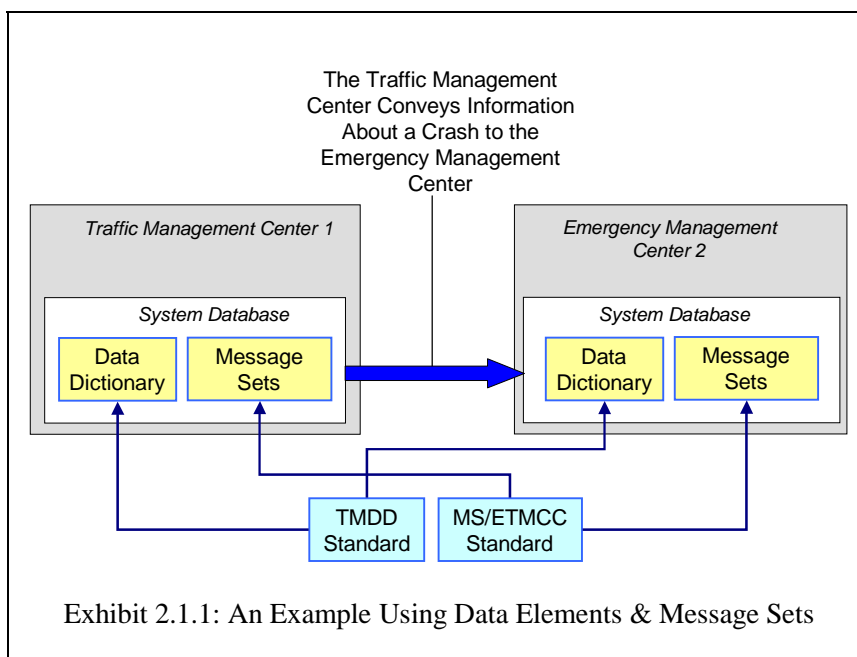 The Traffic Management
Center Conveys Information
About a Crash to the
Emergency Management
Center
Traffic Management Center 1
System Database
Data
Dictionary
Message
Sets
Emergency Management
Center 2
System Database
Data
Dictionary
Message
Sets
TMDD
Standard
MS/ETMCC
Standard
Exhibit 2.1.1: An Example Using Data Elements & Message Sets